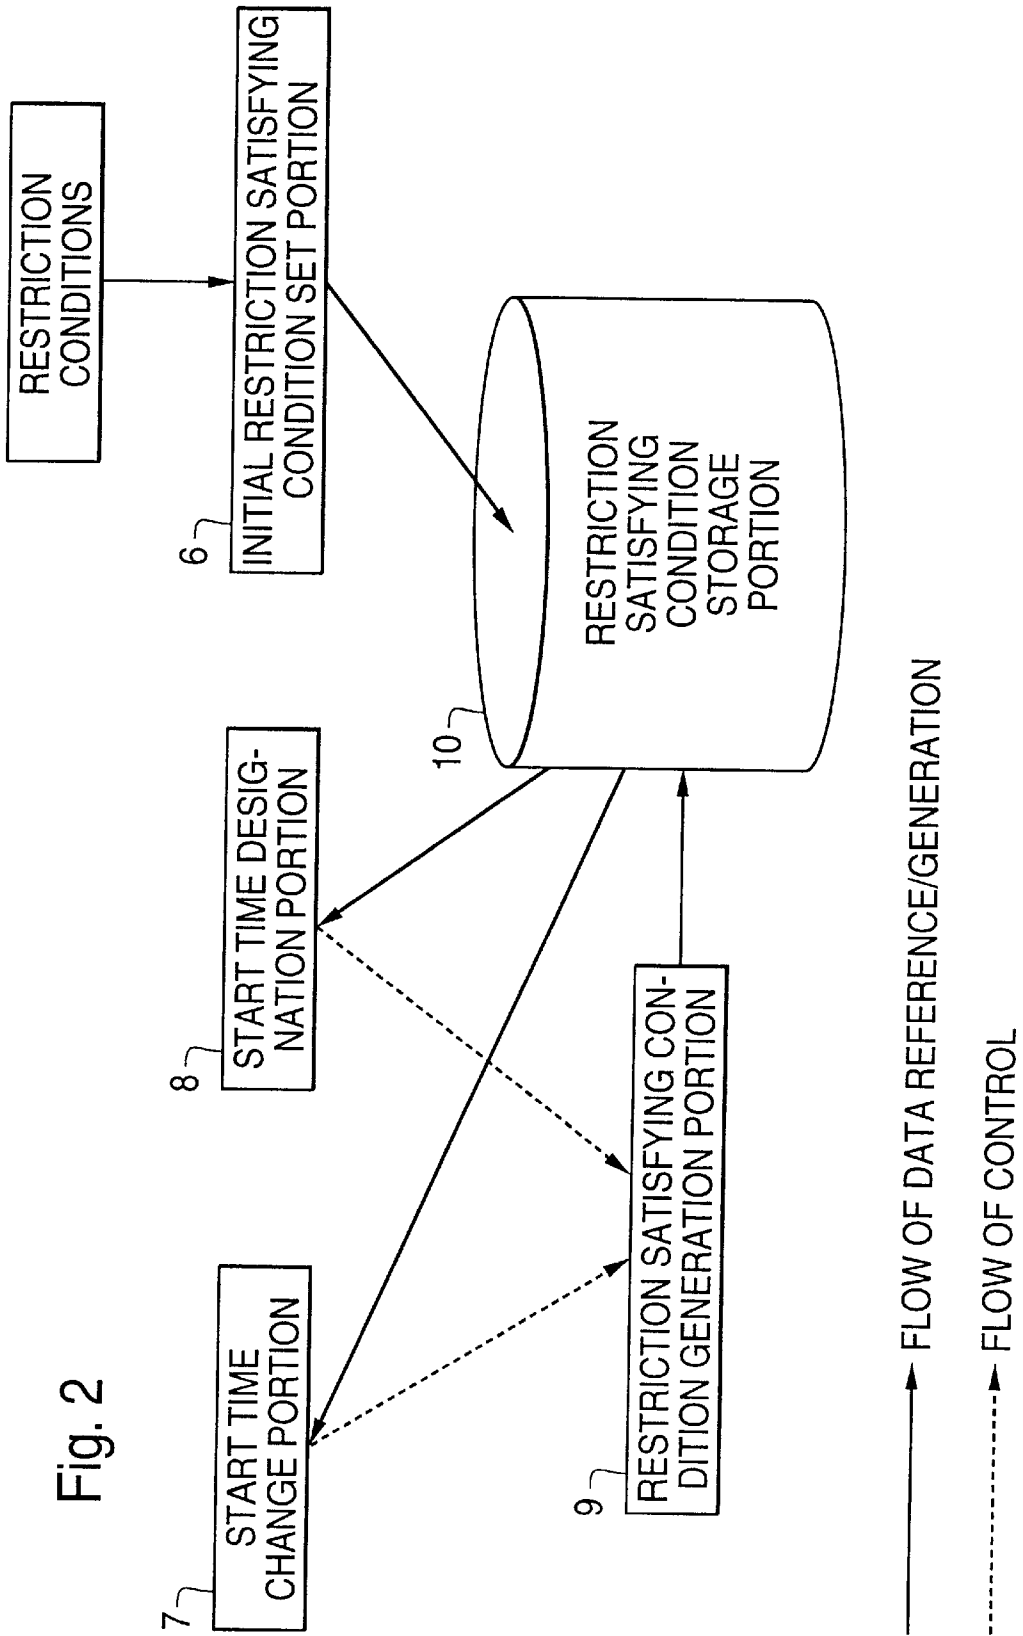 Fig. 2
RESTRICTION
CONDITIONS
7
START TIME
CHANGE PORTION
8
START TIME DESIG-
NATION PORTION
6
INITIAL RESTRICTION SATISFYING
CONDITION SET PORTION
9
RESTRICTION SATISFYING CON-
DITION GENERATION PORTION
10
RESTRICTION
SATISFYING
CONDITION
STORAGE
PORTION
FLOW OF DATA REFERENCE/GENERATION
FLOW OF CONTROL